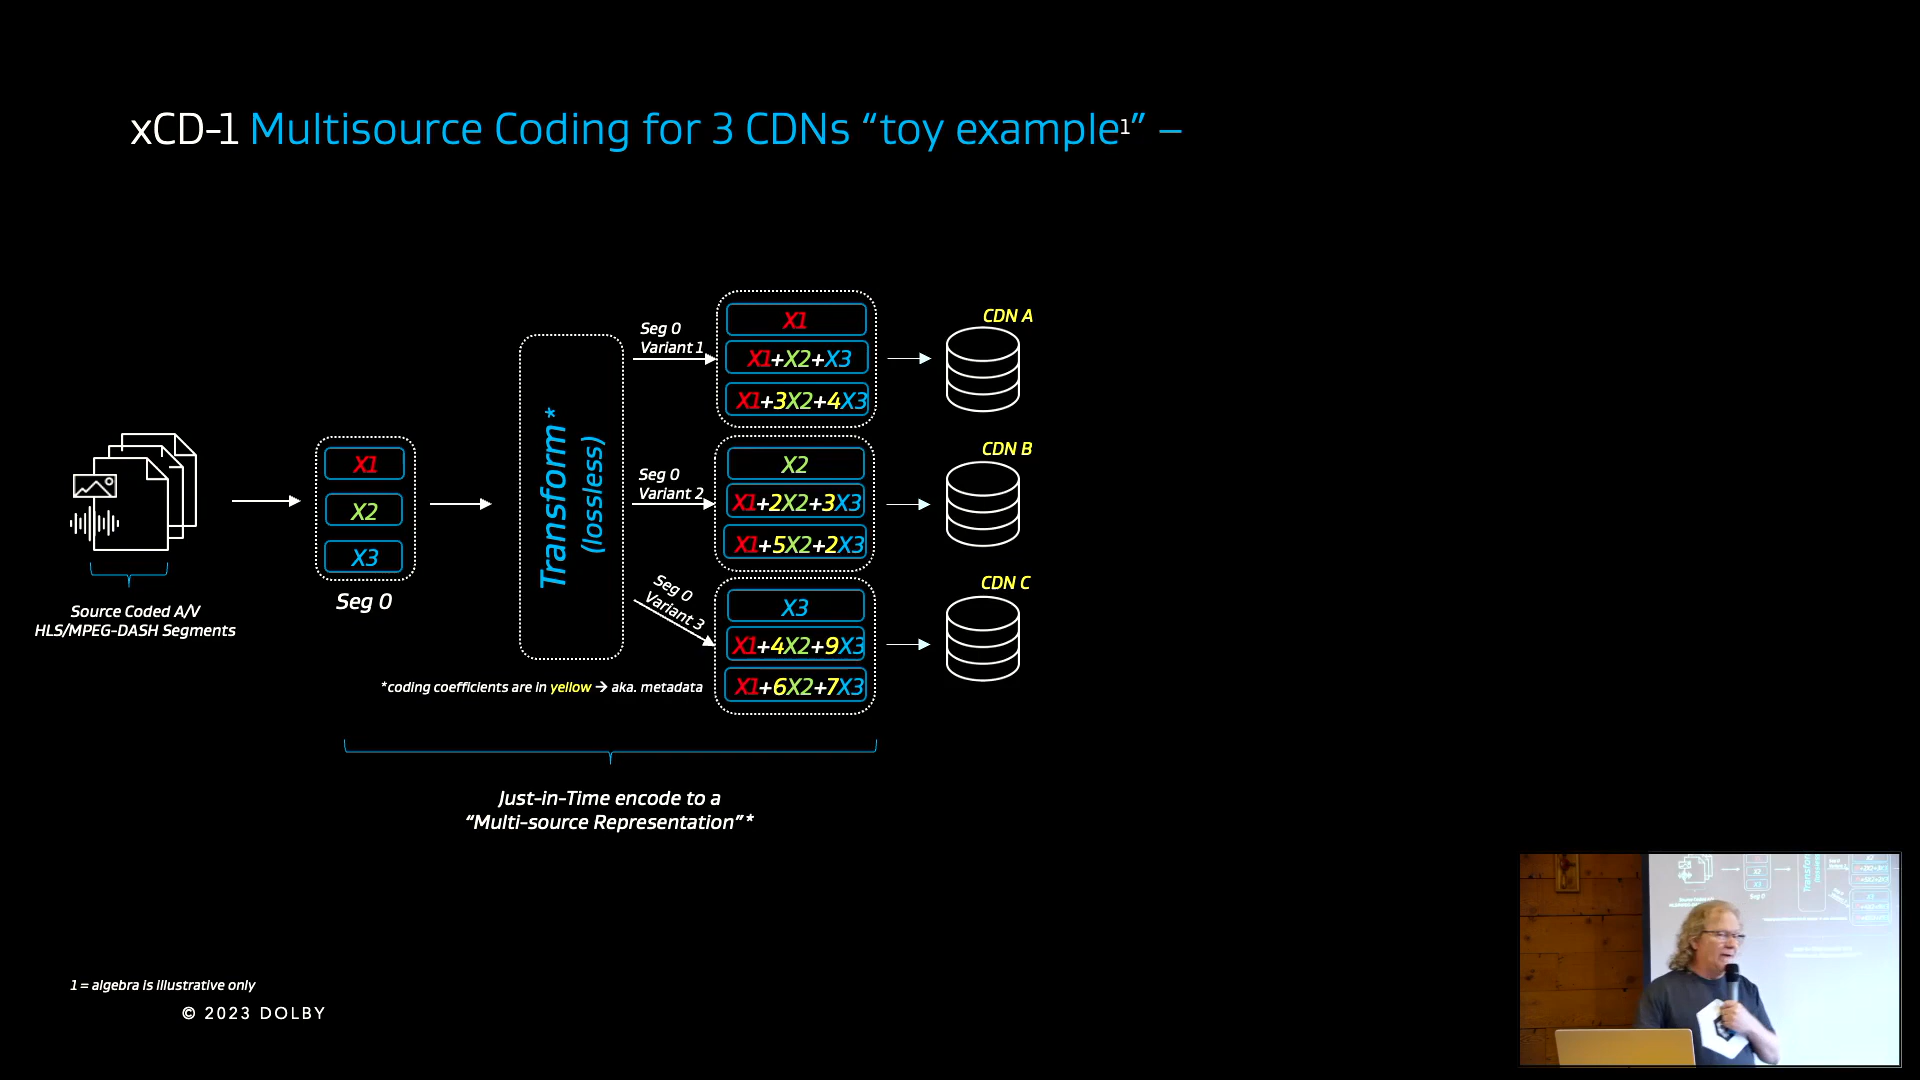 xCD-1 Multisource Coding for 3 CDNs “toy example¹” –
Source Coded A/V
HLS/MPEG-DASH Segments
X1
X2
X3
Seg 0
Transform*
(lossless)
*coding coefficients are in yellow → aka. metadata
Seg 0
Variant 1
X1
X1+X2+X3
X1+3X2+4X3
CDN A
Seg 0
Variant 2
X2
X1+2X2+3X3
X1+5X2+2X3
CDN B
Seg 0
Variant 3
X3
X1+4X2+9X3
X1+6X2+7X3
CDN C
Just-in-Time encode to a
“Multi-source Representation”*
1 = algebra is illustrative only
© 2023 DOLBY